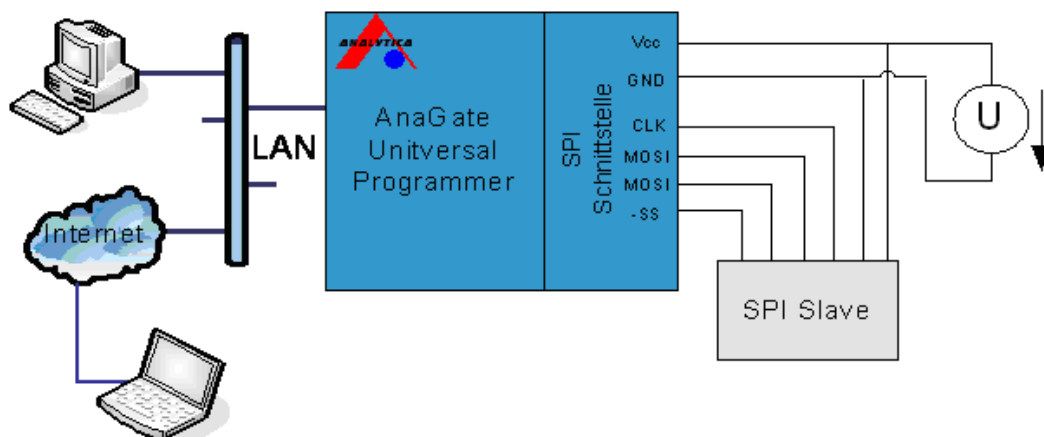 ANALYTICA
AnaGate
Unitversal
Programmer
SPI
Schnittstelle
Vcc
GND
CLK
MOSI
MOSI
-SS
U
LAN
Internet
SPI Slave